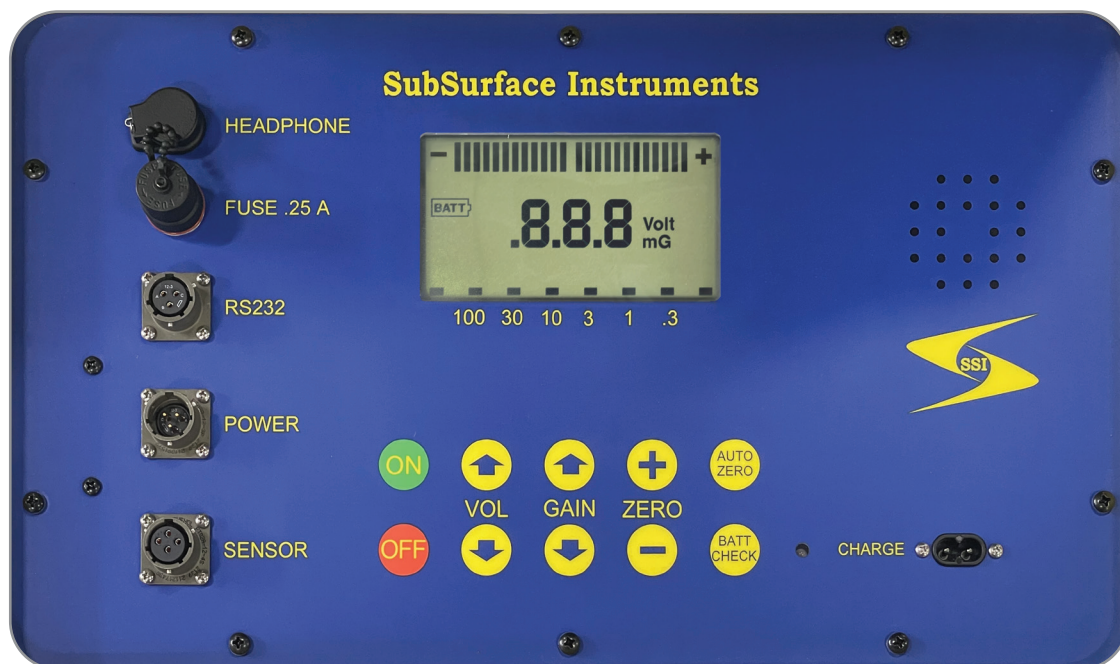 SubSurface Instruments
HEADPHONE
FUSE .25 A
RS232
POWER
SENSOR
− +
BATT
.8.8.8 Volt
mG
100 30 10 3 1 .3
SSI
ON
OFF
VOL GAIN ZERO
+
−
AUTO
ZERO
BATT
CHECK
CHARGE